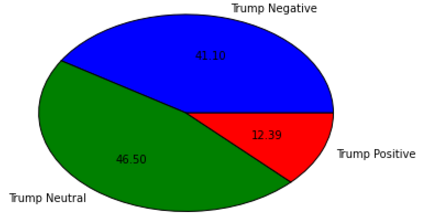 Trump Negative
41.10
12.39
46.50
Trump Positive
Trump Neutral